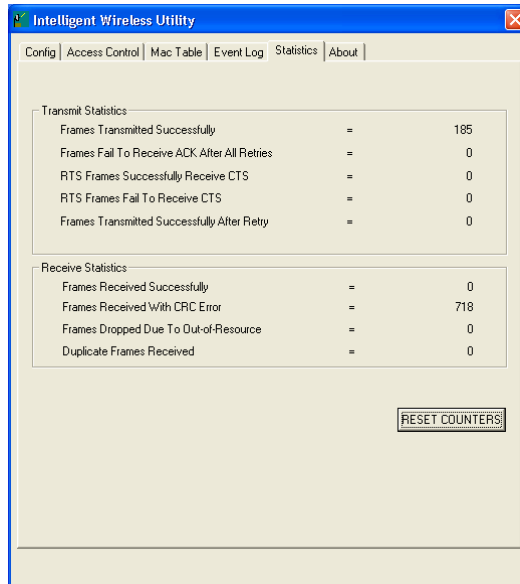 Intelligent Wireless Utility
Config Access Control Mac Table Event Log Statistics About
Transmit Statistics
Frames Transmitted Successfully = 185
Frames Fail To Receive ACK After All Retries = 0
RTS Frames Successfully Receive CTS = 0
RTS Frames Fail To Receive CTS = 0
Frames Transmitted Successfully After Retry = 0
Receive Statistics
Frames Received Successfully = 0
Frames Received With CRC Error = 718
Frames Dropped Due To Out-of-Resource = 0
Duplicate Frames Received = 0
RESET COUNTERS